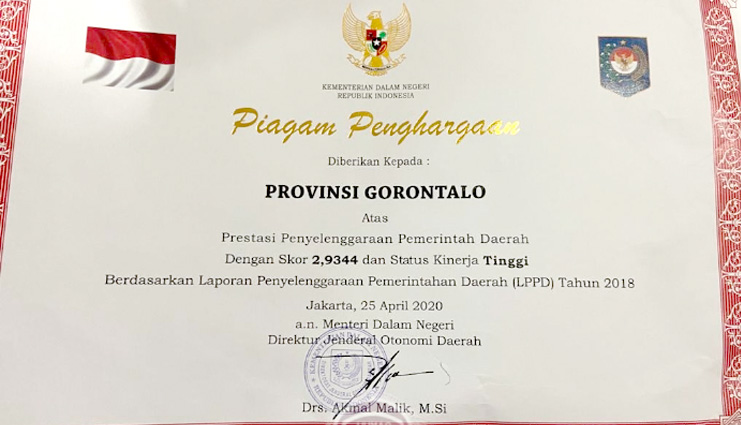 KEMENTERIAN DALAM NEGERI
REPUBLIK INDONESIA
Piagam Penghargaan
Diberikan Kepada :
PROVINSI GORONTALO
Atas
Prestasi Penyelenggaraan Pemerintah Daerah
Dengan Skor 2,9344 dan Status Kinerja Tinggi
Berdasarkan Laporan Penyelenggaraan Pemerintahan Daerah (LPPD) Tahun 2018
Jakarta, 25 April 2020
a.n. Menteri Dalam Negeri
Direktur Jenderal Otonomi Daerah
Drs. Akmal Malik, M.Si